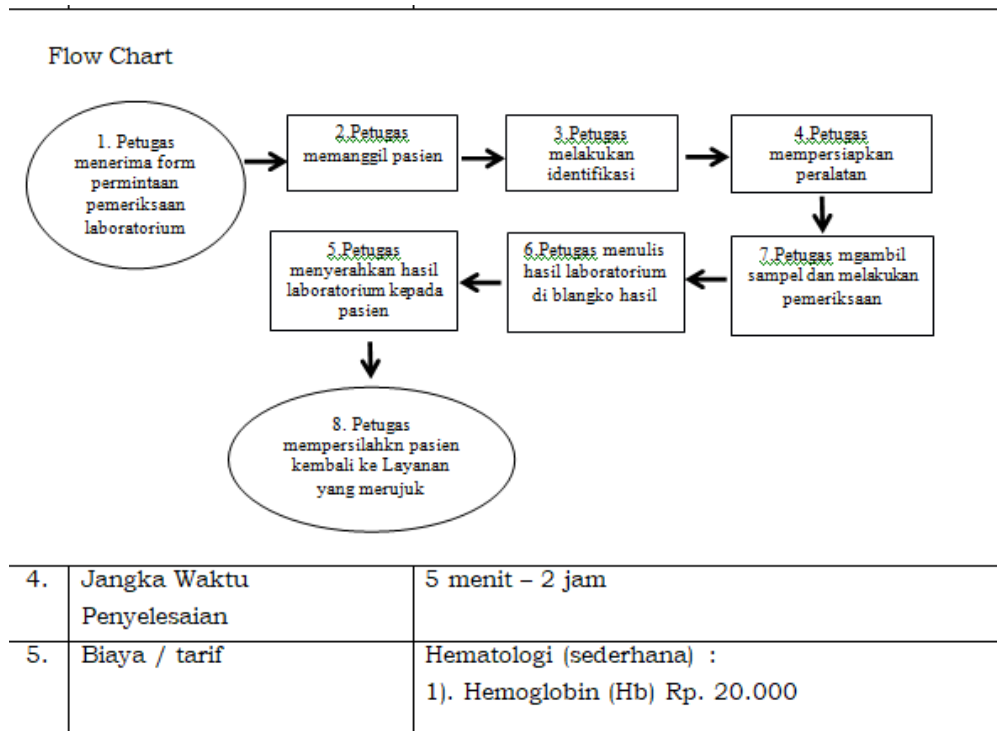 Flow Chart
1. Petugas
menerima form
permintaan
pemeriksaan
laboratorium
2.Petugas
memanggil pasien
3.Petugas
melakukan
identifikasi
4.Petugas
mempersiapkan
peralatan
5.Petugas
menyerahkan hasil
laboratorium kepada
pasien
6.Petugas menulis
hasil laboratorium
di blangko hasil
7.Petugas mgambil
sampel dan melakukan
pemeriksaan
8. Petugas
mempersilahkn pasien
kembali ke Layanan
yang merujuk
4. Jangka Waktu 5 menit – 2 jam
Penyelesaian
5. Biaya / tarif Hematologi (sederhana) :
1). Hemoglobin (Hb) Rp. 20.000